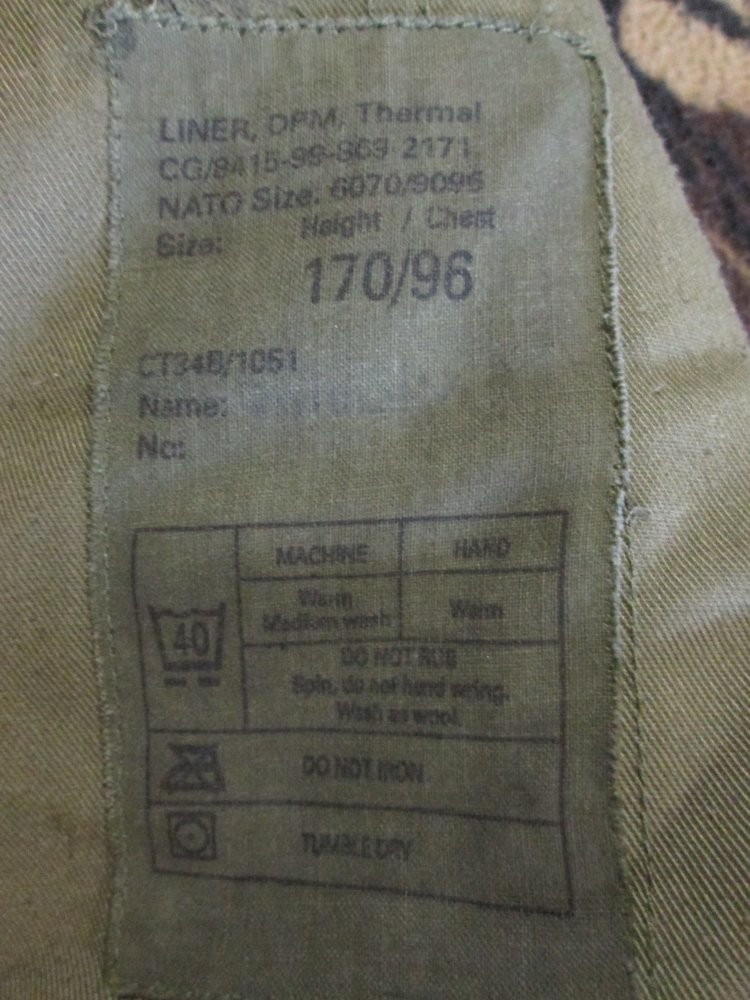 LINER, DPM, Thermal
CG/8415-99-869-2171
NATO Size. 6070/9096
Height / Chest
Size:
170/96
CT34B/1051
Name:
No:
MACHINE HAND
Warm
Medium wash
Warm
40
DO NOT RUB
Spin, do not hand wring.
Wash as wool.
DO NOT IRON
TUMBLE DRY